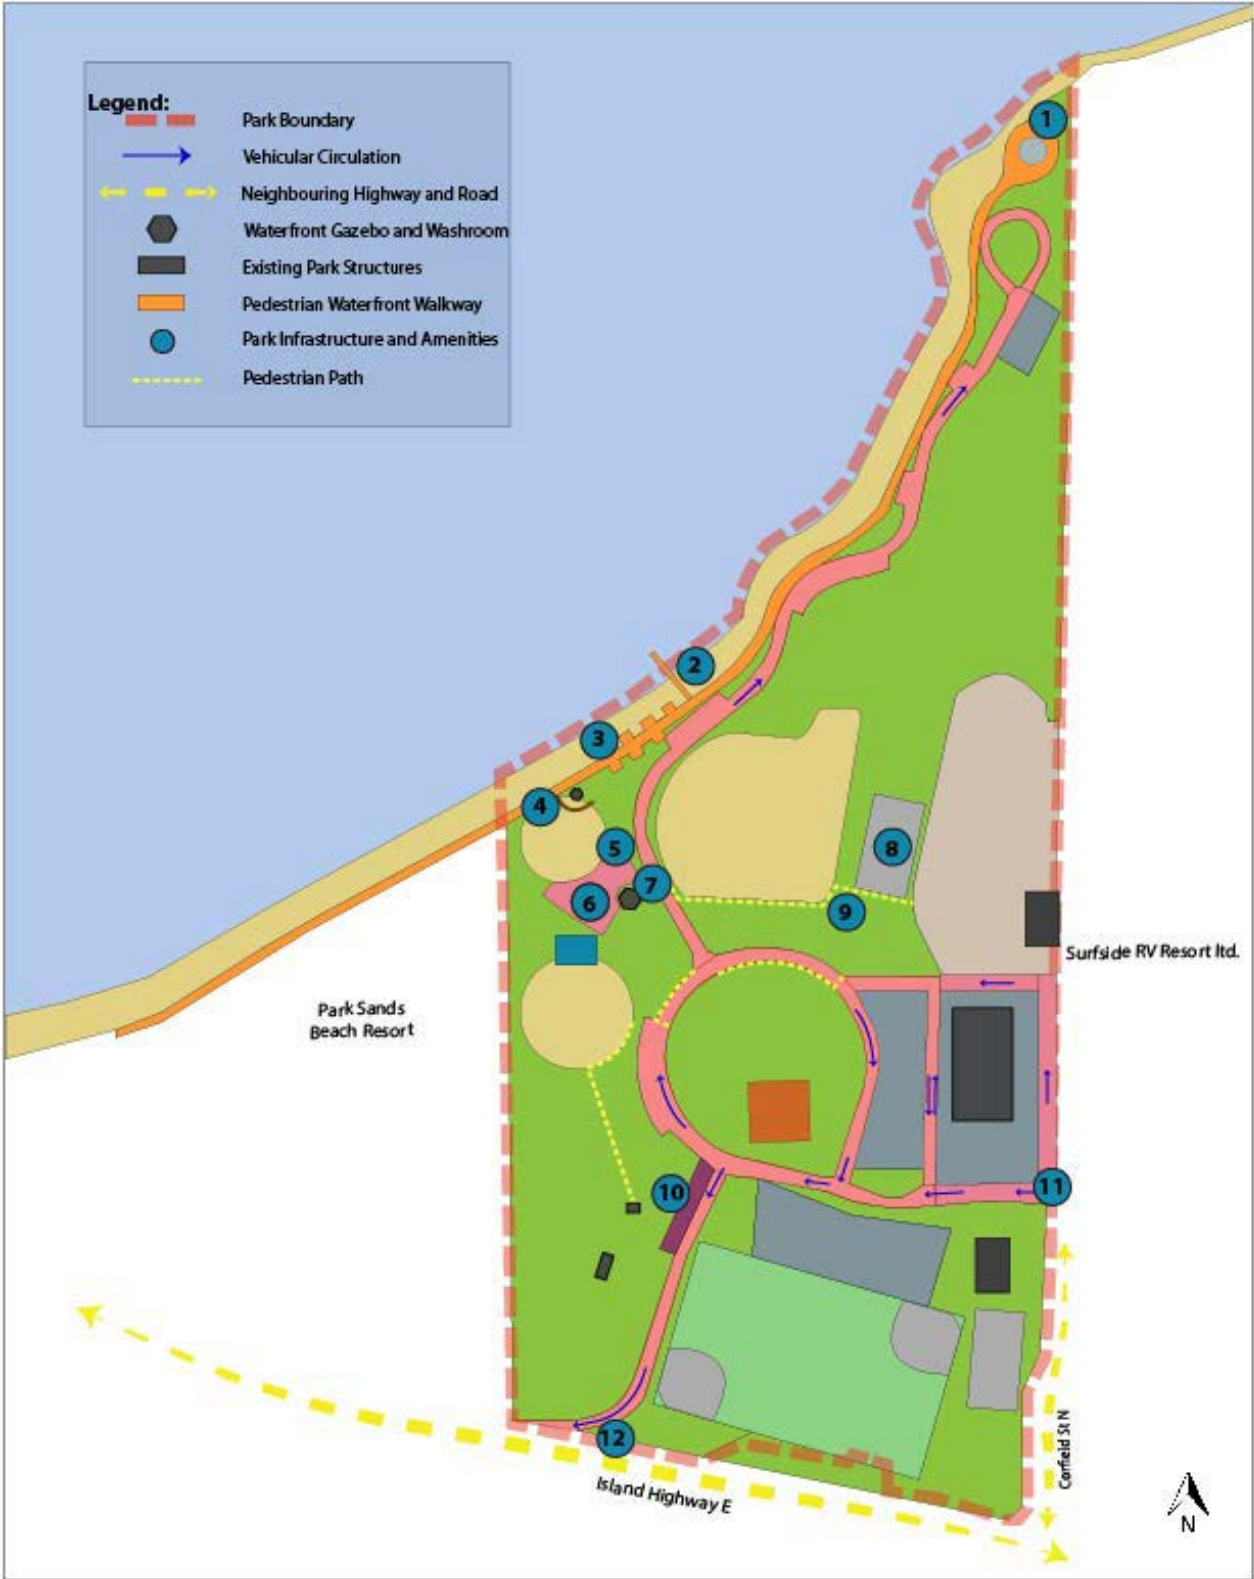 Legend:
Park Boundary
Vehicular Circulation
Neighbouring Highway and Road
Waterfront Gazebo and Washroom
Existing Park Structures
Pedestrian Waterfront Walkway
Park Infrastructure and Amenities
Pedestrian Path
1
2
3
4
5
6
7
8
9
Surfside RV Resort ltd.
Park Sands
Beach Resort
10
11
12
Island Highway E
Corfield St N
N